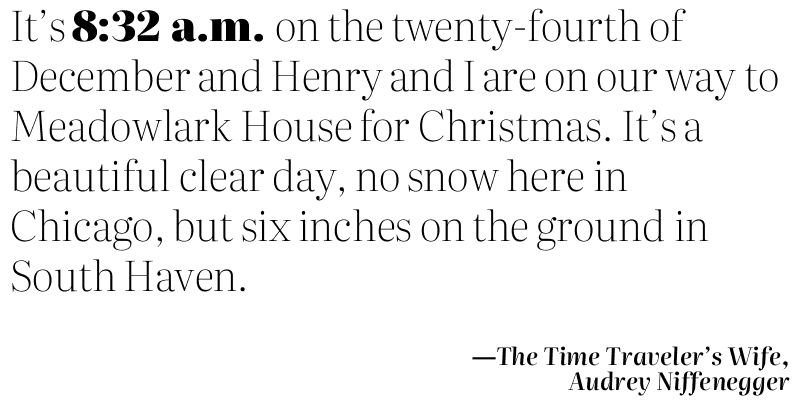 It’s 8:32 a.m. on the twenty-fourth of
December and Henry and I are on our way to
Meadowlark House for Christmas. It’s a
beautiful clear day, no snow here in
Chicago, but six inches on the ground in
South Haven.
—The Time Traveler’s Wife,
Audrey Niffenegger